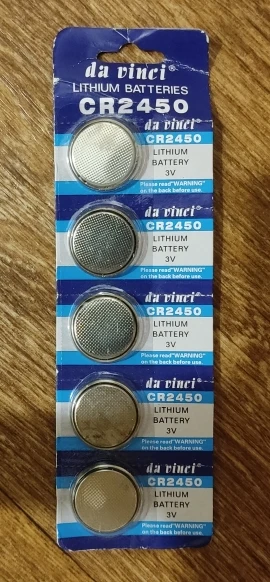 da vinci®
LITHIUM BATTERIES
CR2450
da vinci®
CR2450
LITHIUM
BATTERY
3V
Please read "WARNING"
on the back before use.
da vinci®
CR2450
LITHIUM
BATTERY
3V
Please read "WARNING"
on the back before use.
da vinci®
CR2450
LITHIUM
BATTERY
3V
Please read "WARNING"
on the back before use.
da vinci®
CR2450
LITHIUM
BATTERY
3V
Please read "WARNING"
on the back before use.
da vinci®
CR2450
LITHIUM
BATTERY
3V
Please read "WARNING"
on the back before use.